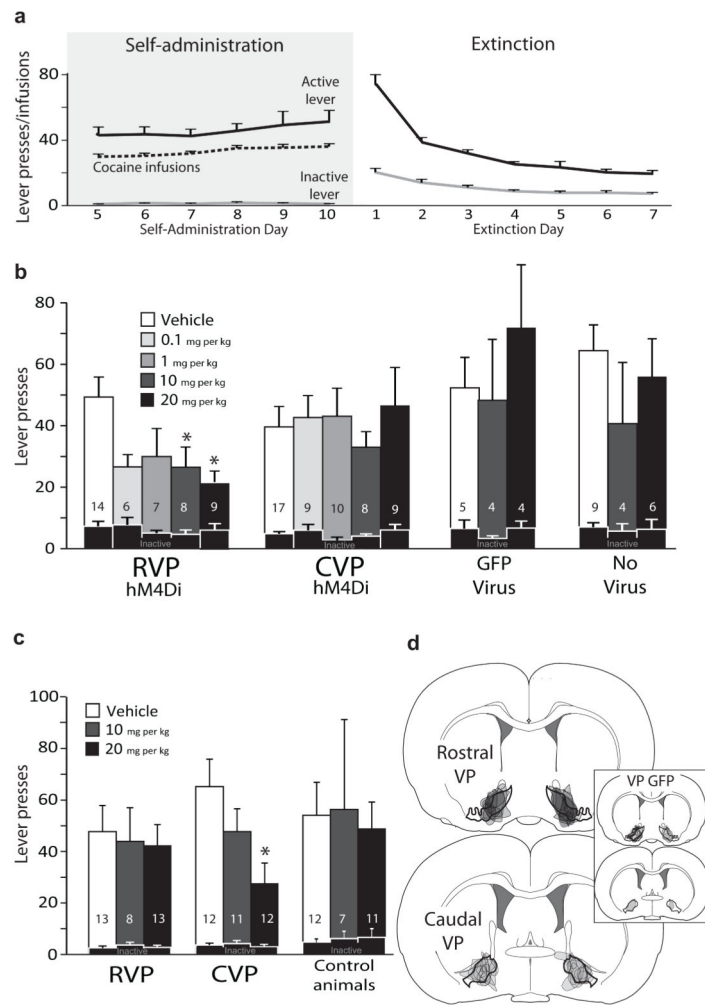 a
Self-administration
Extinction
Lever presses/infusions
80
40
0
Active
lever
Cocaine infusions
Inactive
lever
5 6 7 8 9 10
Self-Administration Day
1 2 3 4 5 6 7
Extinction Day
b
Lever presses
80
60
40
20
0
Vehicle
0.1 mg per kg
1 mg per kg
10 mg per kg
20 mg per kg
* *
14 6 7 8 9
17 9 10 8 9
5 4 4
9 4 6
Inactive
Inactive
Inactive
Inactive
RVP
hM4Di
CVP
hM4Di
GFP
Virus
No
Virus
c
Lever presses
100
80
60
40
20
0
Vehicle
10 mg per kg
20 mg per kg
*
13 8 13
12 11 12
12 7 11
Inactive
Inactive
Inactive
RVP
CVP
Control
animals
d
Rostral
VP
VP GFP
Caudal
VP